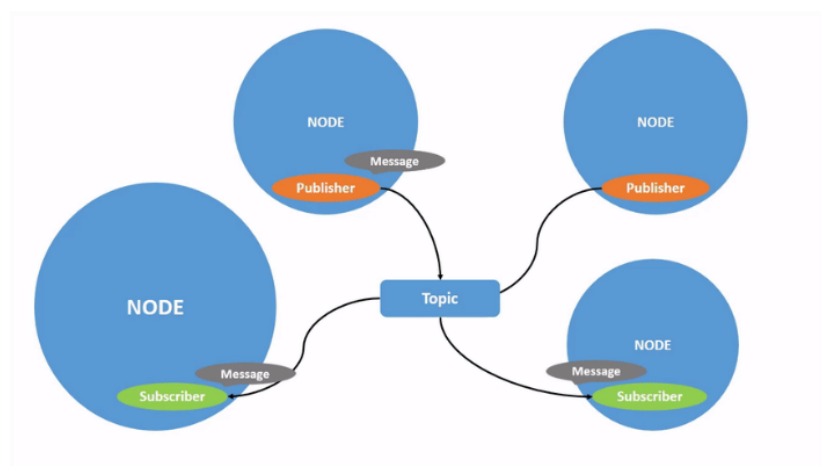 NODE
Message
Publisher
NODE
Publisher
NODE
Message
Subscriber
Topic
NODE
Message
Subscriber